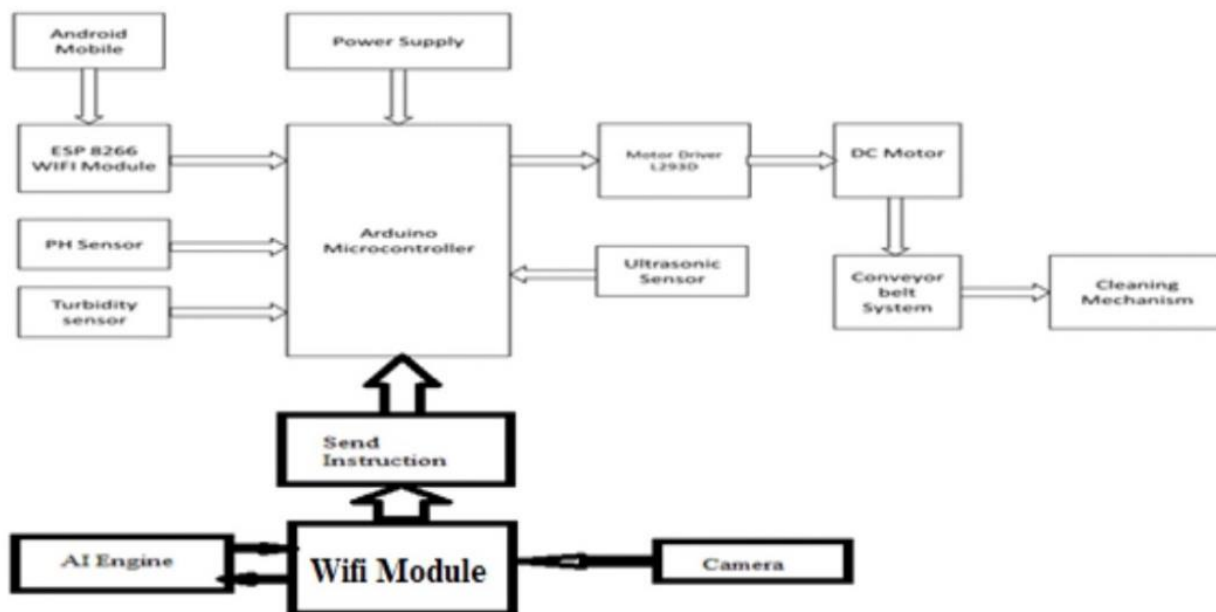 Android
Mobile
Power Supply
ESP 8266
WIFI Module
Motor Driver
L293D
DC Motor
PH Sensor
Arduino
Microcontroller
Ultrasonic
Sensor
Conveyor
belt
System
Cleaning
Mechanism
Turbidity
sensor
Send
Instruction
AI Engine
Wifi Module
Camera